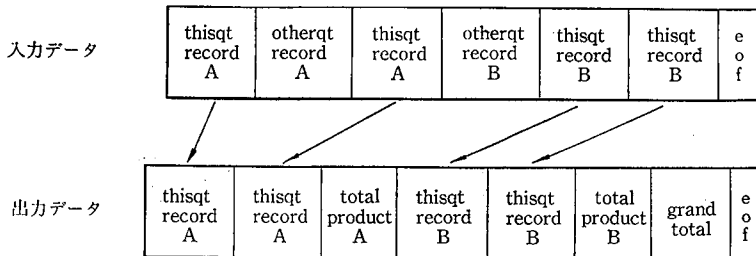 入力データ
thisqt record A
otherqt record A
thisqt record A
otherqt record B
thisqt record B
thisqt record B
e o f
出力データ
thisqt record A
thisqt record A
total product A
thisqt record B
thisqt record B
total product B
grand total
e o f